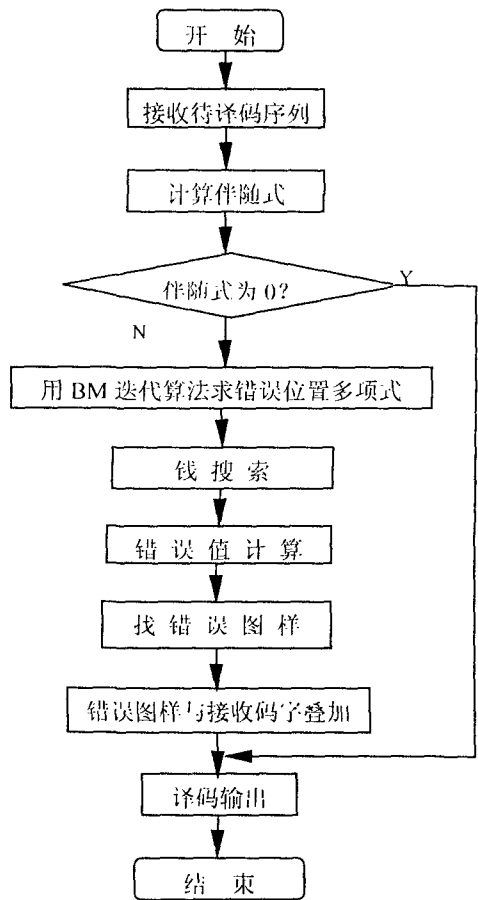 开 始
接收待译码序列
计算伴随式
伴随式为 0?
Y
N
用 BM 迭代算法求错误位置多项式
钱 搜 索
错 误 值 计 算
找 错 误 图 样
错误图样与接收码字叠加
译码输出
结 束